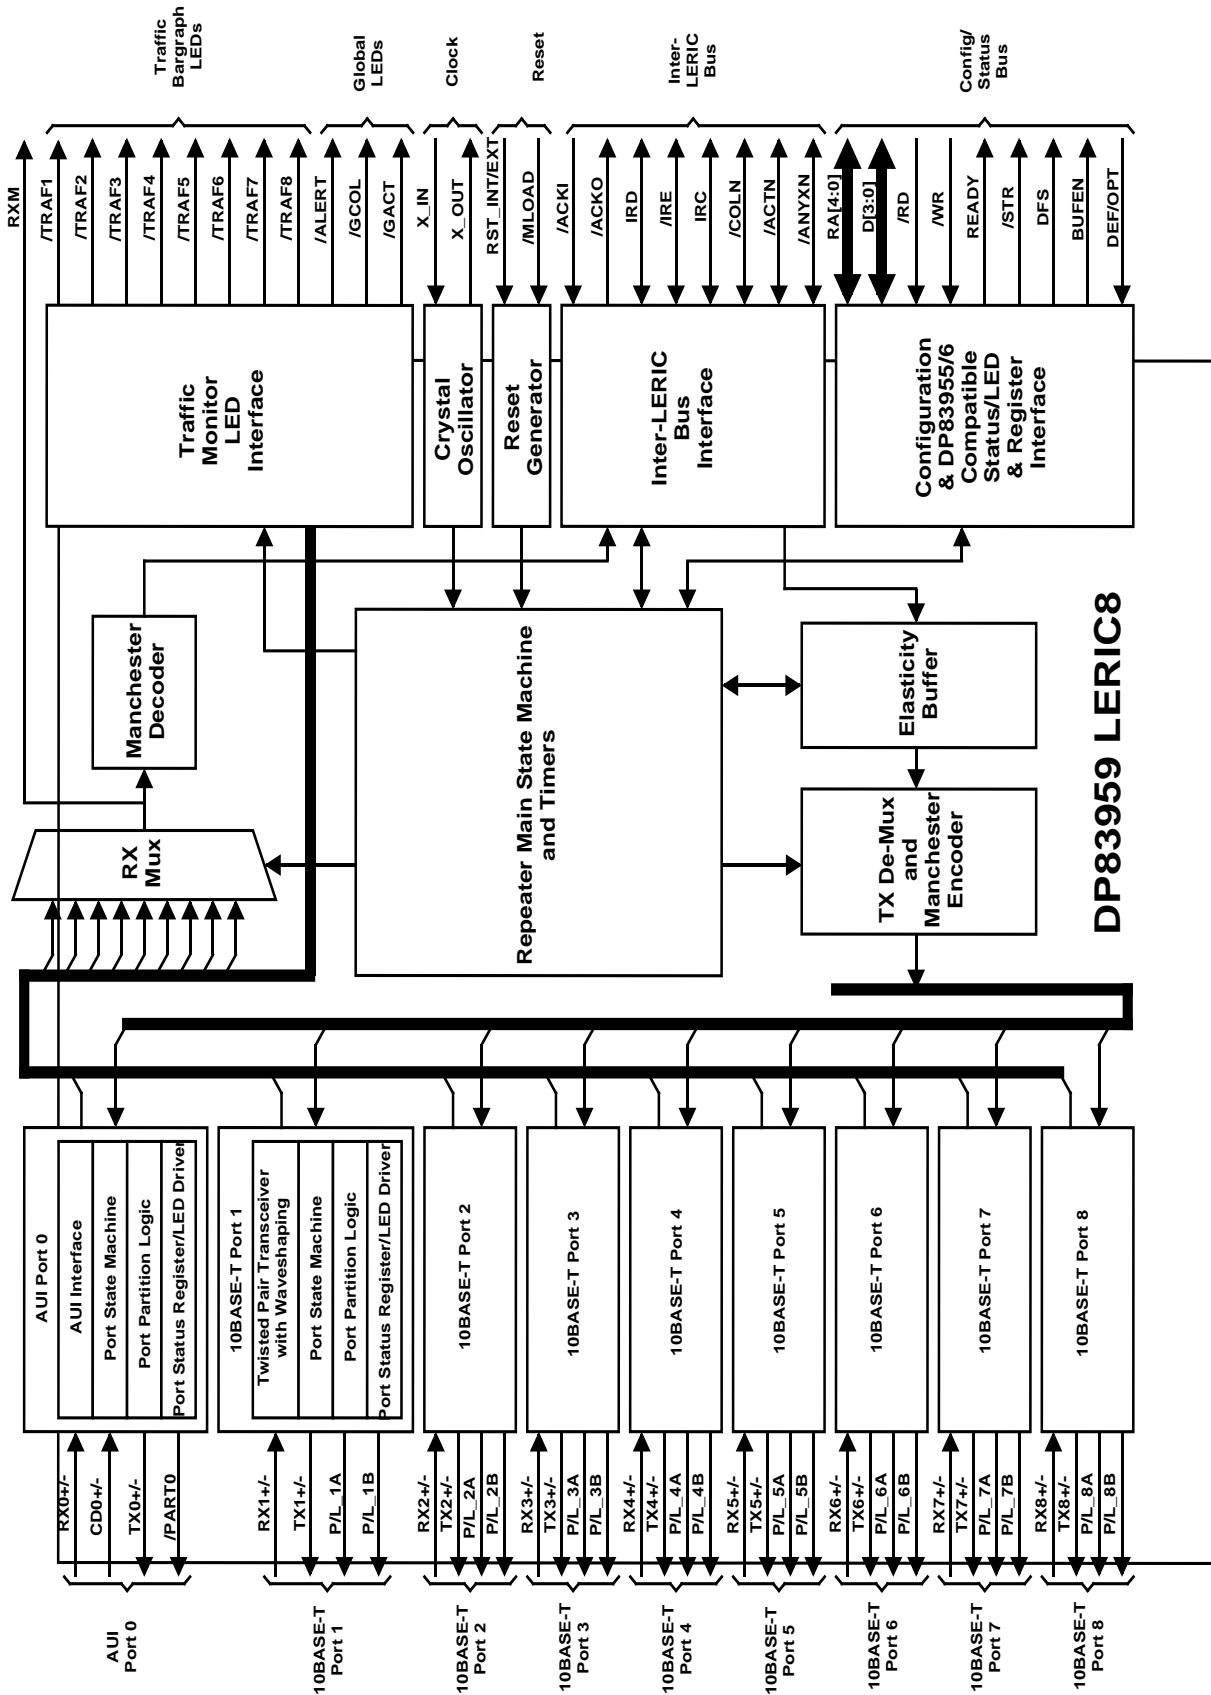 AUI
Port 0
RX0+/-
CD0+/-
TX0+/-
/PART0
AUI Port 0
AUI Interface
Port State Machine
Port Partition Logic
Port Status Register/LED Driver
10BASE-T
Port 1
RX1+/-
TX1+/-
P/L_1A
P/L_1B
10BASE-T Port 1
Twisted Pair Transceiver
with Waveshaping
Port State Machine
Port Partition Logic
Port Status Register/LED Driver
10BASE-T
Port 2
RX2+/-
TX2+/-
P/L_2A
P/L_2B
10BASE-T Port 2
10BASE-T
Port 3
RX3+/-
TX3+/-
P/L_3A
P/L_3B
10BASE-T Port 3
10BASE-T
Port 4
RX4+/-
TX4+/-
P/L_4A
P/L_4B
10BASE-T Port 4
10BASE-T
Port 5
RX5+/-
TX5+/-
P/L_5A
P/L_5B
10BASE-T Port 5
10BASE-T
Port 6
RX6+/-
TX6+/-
P/L_6A
P/L_6B
10BASE-T Port 6
10BASE-T
Port 7
RX7+/-
TX7+/-
P/L_7A
P/L_7B
10BASE-T Port 7
10BASE-T
Port 8
RX8+/-
TX8+/-
P/L_8A
P/L_8B
10BASE-T Port 8
RX
Mux
Manchester
Decoder
Repeater Main State Machine
and Timers
TX De-Mux
and
Manchester
Encoder
Elasticity
Buffer
DP83959 LERIC8
Traffic
Monitor
LED
Interface
Crystal
Oscillator
Reset
Generator
Inter-LERIC
Bus
Interface
Configuration
& DP83955/6
Compatible
Status/LED
& Register
Interface
RXM
/TRAF1
/TRAF2
/TRAF3
/TRAF4
/TRAF5
/TRAF6
/TRAF7
/TRAF8
/ALERT
/GCOL
/GACT
X_IN
X_OUT
RST_INT/EXT
/MLOAD
/ACKI
/ACKO
IRD
/IRE
IRC
/COLN
/ACTN
/ANYXN
RA[4:0]
D[3:0]
/RD
/WR
READY
/STR
DFS
BUFEN
DEF/OPT
Traffic
Bargraph
LEDs
Global
LEDs
Clock
Reset
Inter-
LERIC
Bus
Config/
Status
Bus